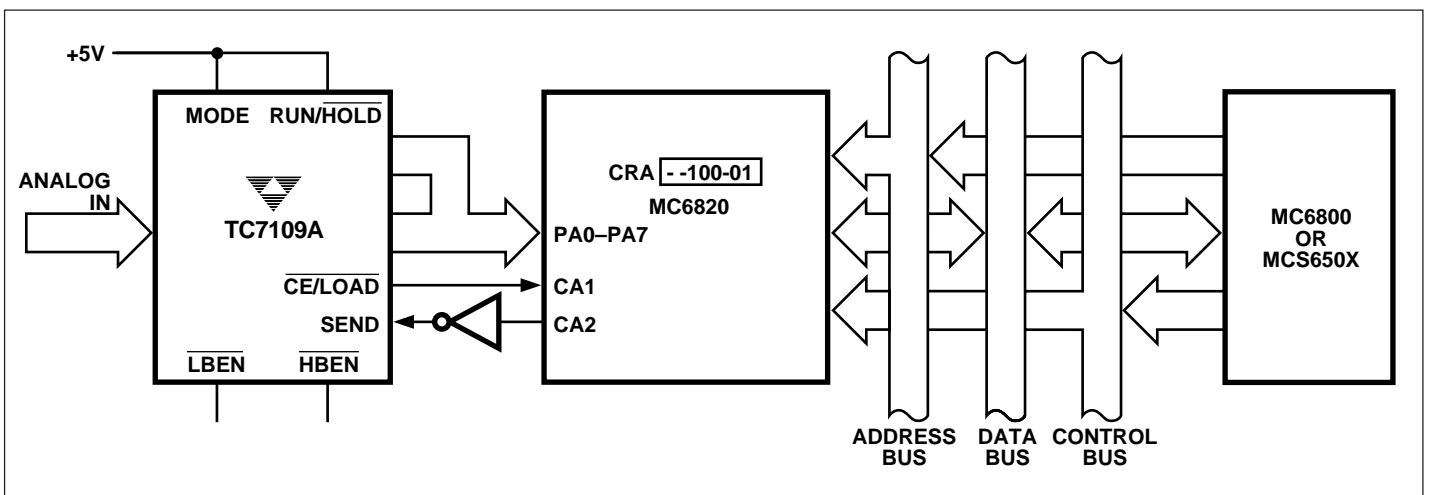 +5V
MODE RUN/HOLD
ANALOG
IN
TC7109A
CE/LOAD
SEND
LBEN HBEN
CRA - -100-01
MC6820
PA0–PA7
CA1
CA2
ADDRESS
BUS
DATA
BUS
CONTROL
BUS
MC6800
OR
MCS650X